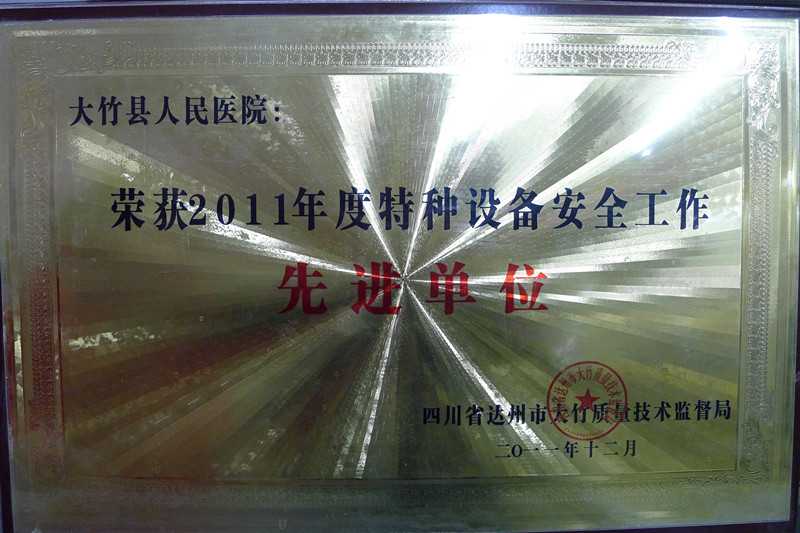 大竹县人民医院：
荣获2011年度特种设备安全工作
先进单位
四川省达州市大竹质量技术监督局
二〇一一年十二月